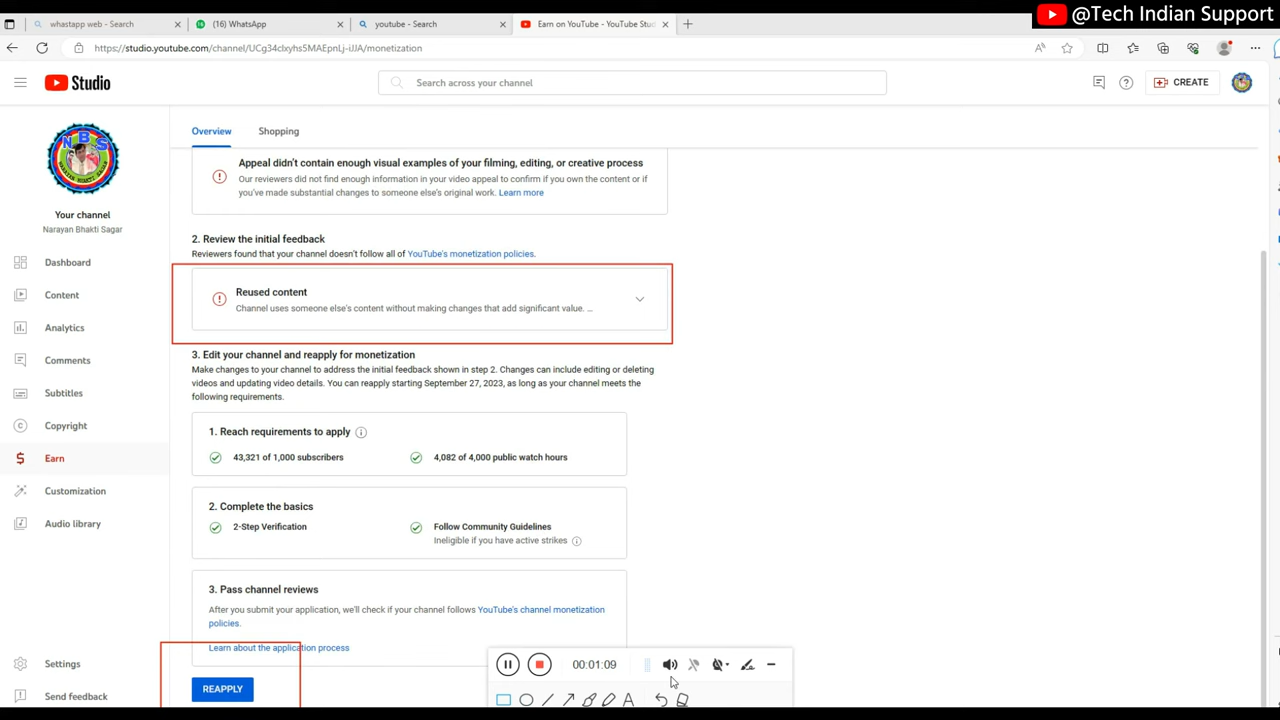 @Tech Indian Support
whastapp web - Search
(16) WhatsApp
youtube - Search
Earn on YouTube - YouTube Stud
https://studio.youtube.com/channel/UCg34clxyhs5MAEpnLj-iJJA/monetization
Studio
Search across your channel
CREATE
Overview
Shopping
NBS
Your channel
Narayan Bhakti Sagar
Dashboard
Content
Analytics
Comments
Subtitles
Copyright
Earn
Customization
Audio library
Settings
Send feedback
Appeal didn't contain enough visual examples of your filming, editing, or creative process
Our reviewers did not find enough information in your video appeal to confirm if you own the content or if
you've made substantial changes to someone else's original work. Learn more
2. Review the initial feedback
Reviewers found that your channel doesn't follow all of YouTube's monetization policies.
Reused content
Channel uses someone else's content without making changes that add significant value. ...
3. Edit your channel and reapply for monetization
Make changes to your channel to address the initial feedback shown in step 2. Changes can include editing or deleting
videos and updating video details. You can reapply starting September 27, 2023, as long as your channel meets the
following requirements.
1. Reach requirements to apply
43,321 of 1,000 subscribers
4,082 of 4,000 public watch hours
2. Complete the basics
2-Step Verification
Follow Community Guidelines
Ineligible if you have active strikes
3. Pass channel reviews
After you submit your application, we'll check if your channel follows YouTube's channel monetization
policies.
Learn about the application process
REAPPLY
00:01:09